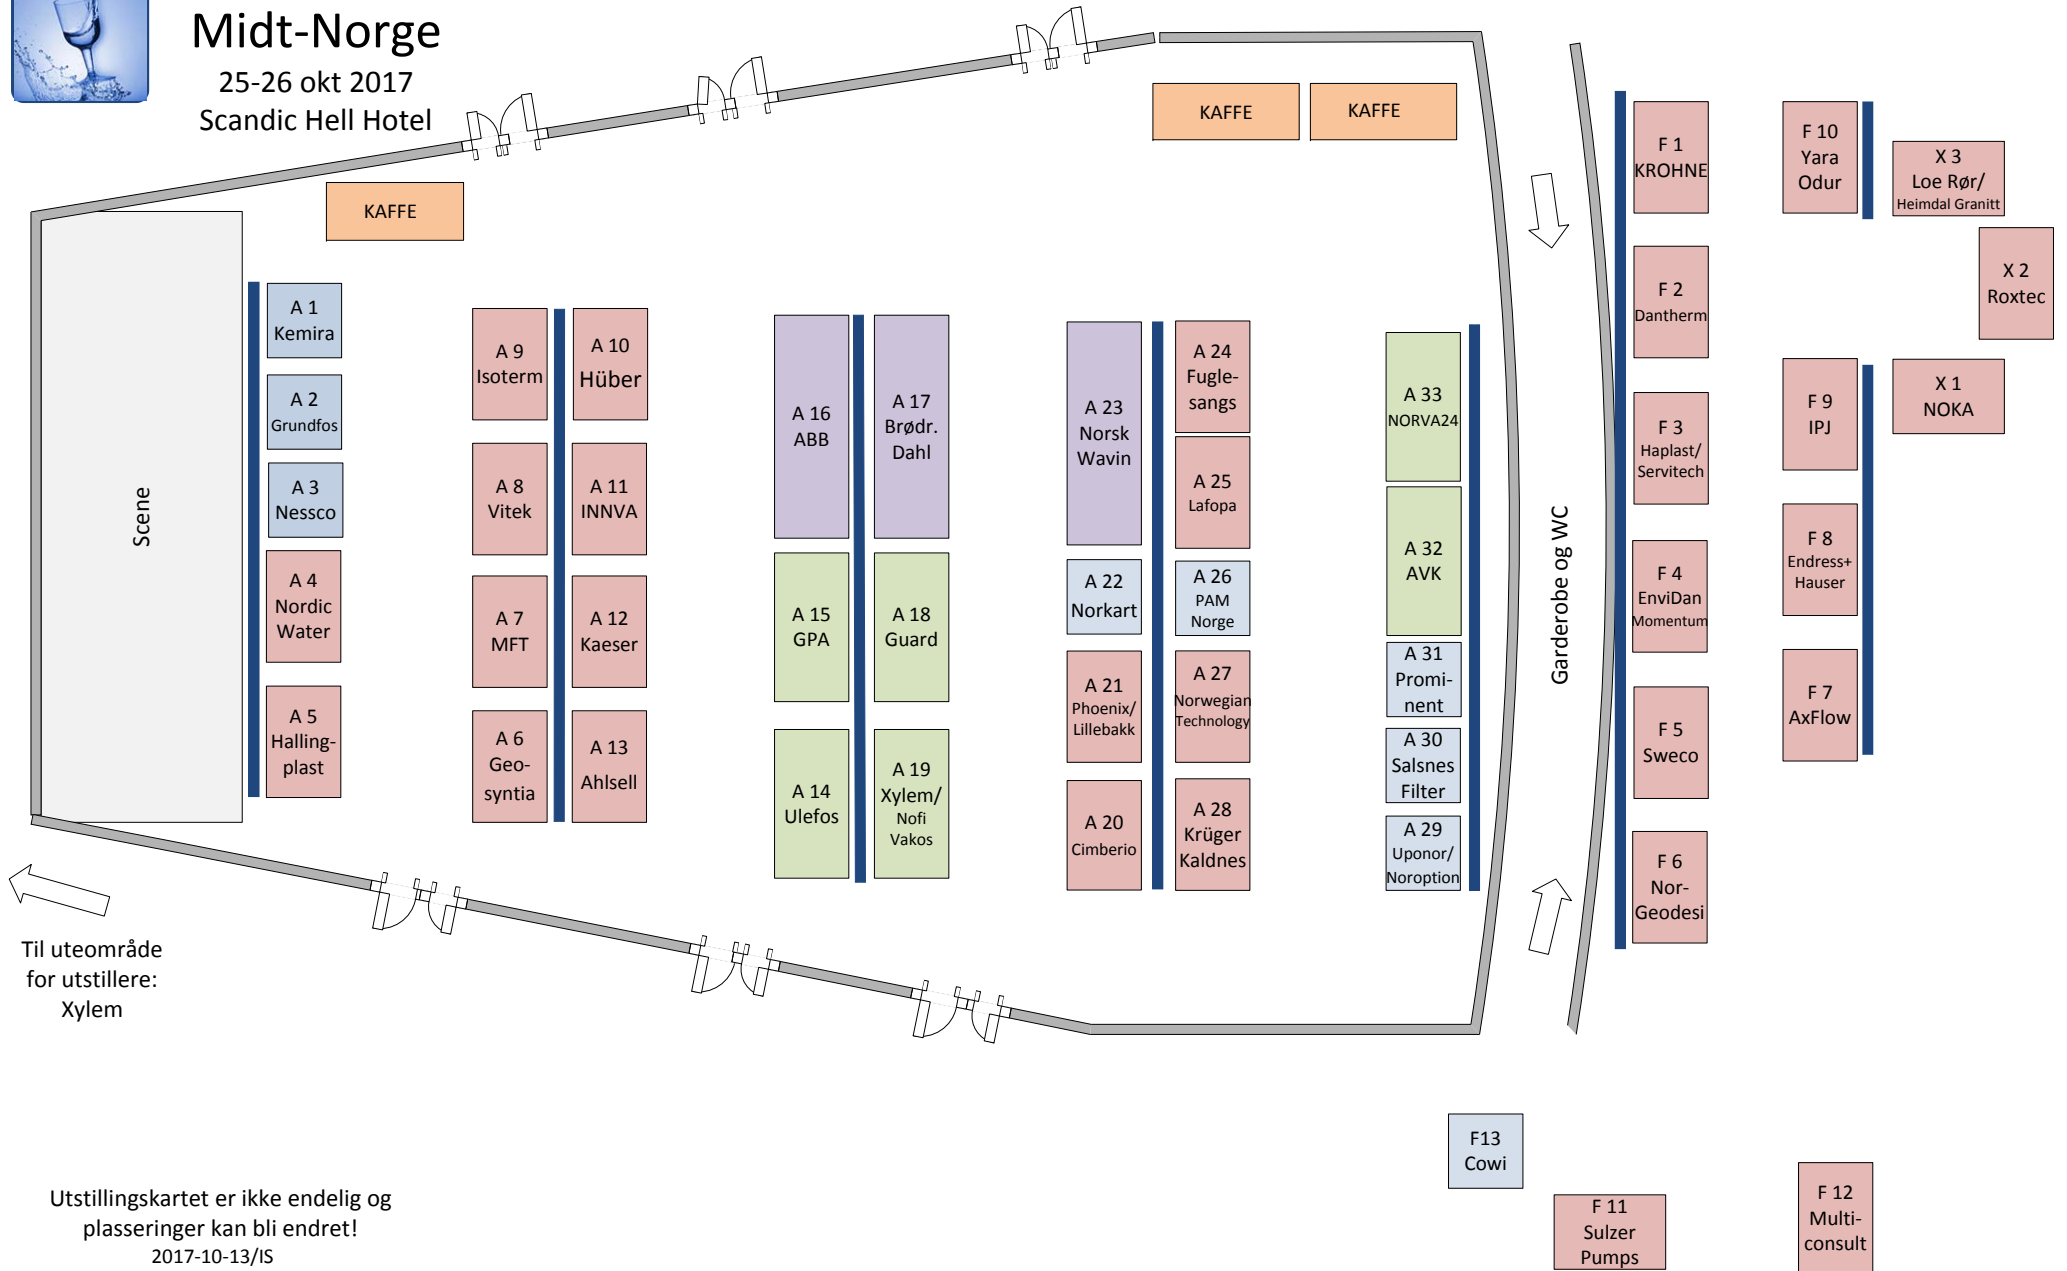 Midt-Norge
25-26 okt 2017
Scandic Hell Hotel
KAFFE
KAFFE
KAFFE
Scene
A 1
Kemira
A 2
Grundfos
A 3
Nessco
A 4
Nordic
Water
A 5
Halling-
plast
A 9
Isoterm
A 8
Vitek
A 7
MFT
A 6
Geo-
syntia
A 10
Hüber
A 11
INNVA
A 12
Kaeser
A 13
Ahlsell
A 16
ABB
A 15
GPA
A 14
Ulefos
A 17
Brødr.
Dahl
A 18
Guard
A 19
Xylem/
Nofi
Vakos
A 23
Norsk
Wavin
A 22
Norkart
A 21
Phoenix/
Lillebakk
A 20
Cimberio
A 24
Fugle-
sangs
A 25
Lafopa
A 26
PAM
Norge
A 27
Norwegian
Technology
A 28
Krüger
Kaldnes
A 33
NORVA24
A 32
AVK
A 31
Promi-
nent
A 30
Salsnes
Filter
A 29
Uponor/
Noroption
Garderobe og WC
F 1
KROHNE
F 2
Dantherm
F 3
Haplast/
Servitech
F 4
EnviDan
Momentum
F 5
Sweco
F 6
Nor-
Geodesi
F 10
Yara
Odur
F 9
IPJ
F 8
Endress+
Hauser
F 7
AxFlow
X 3
Loe Rør/
Heimdal Granitt
X 2
Roxtec
X 1
NOKA
Til uteområde
for utstillere:
Xylem
F13
Cowi
F 11
Sulzer
Pumps
F 12
Multi-
consult
Utstillingskartet er ikke endelig og
plasseringer kan bli endret!
2017-10-13/IS